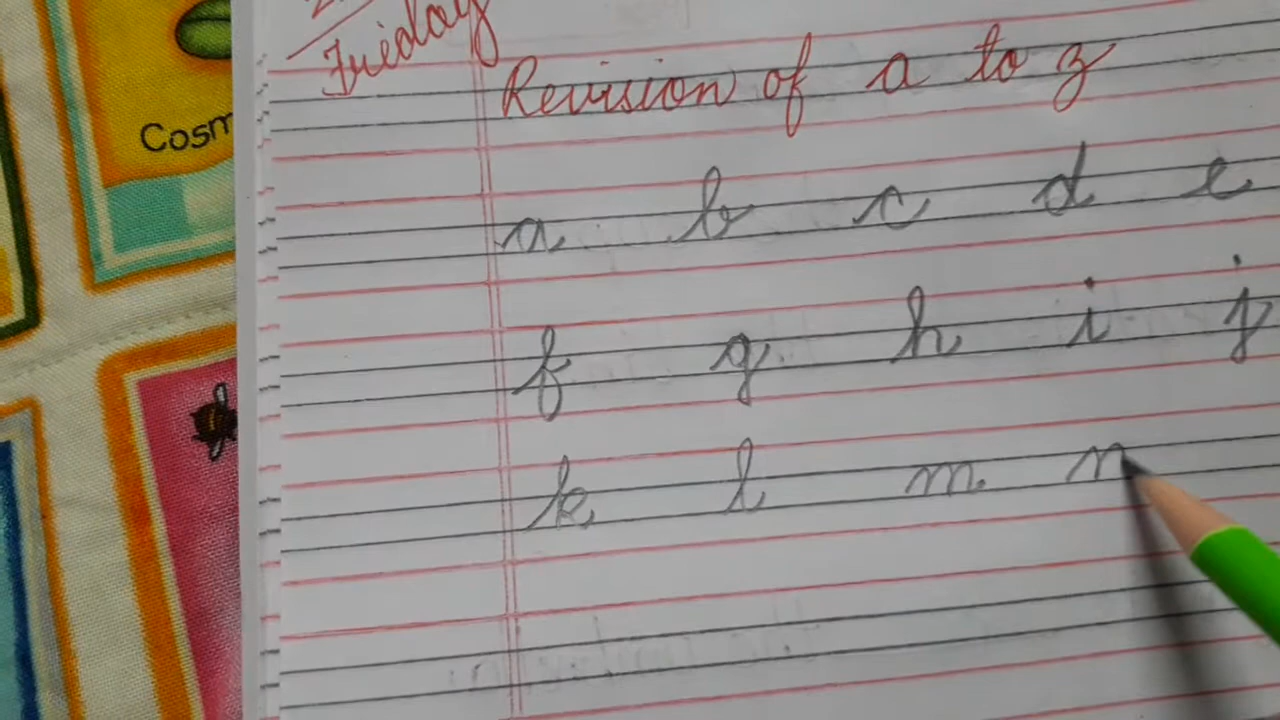 Friday
Revision of a to z
Cosm
a b c d e
f g h i j
k l m n